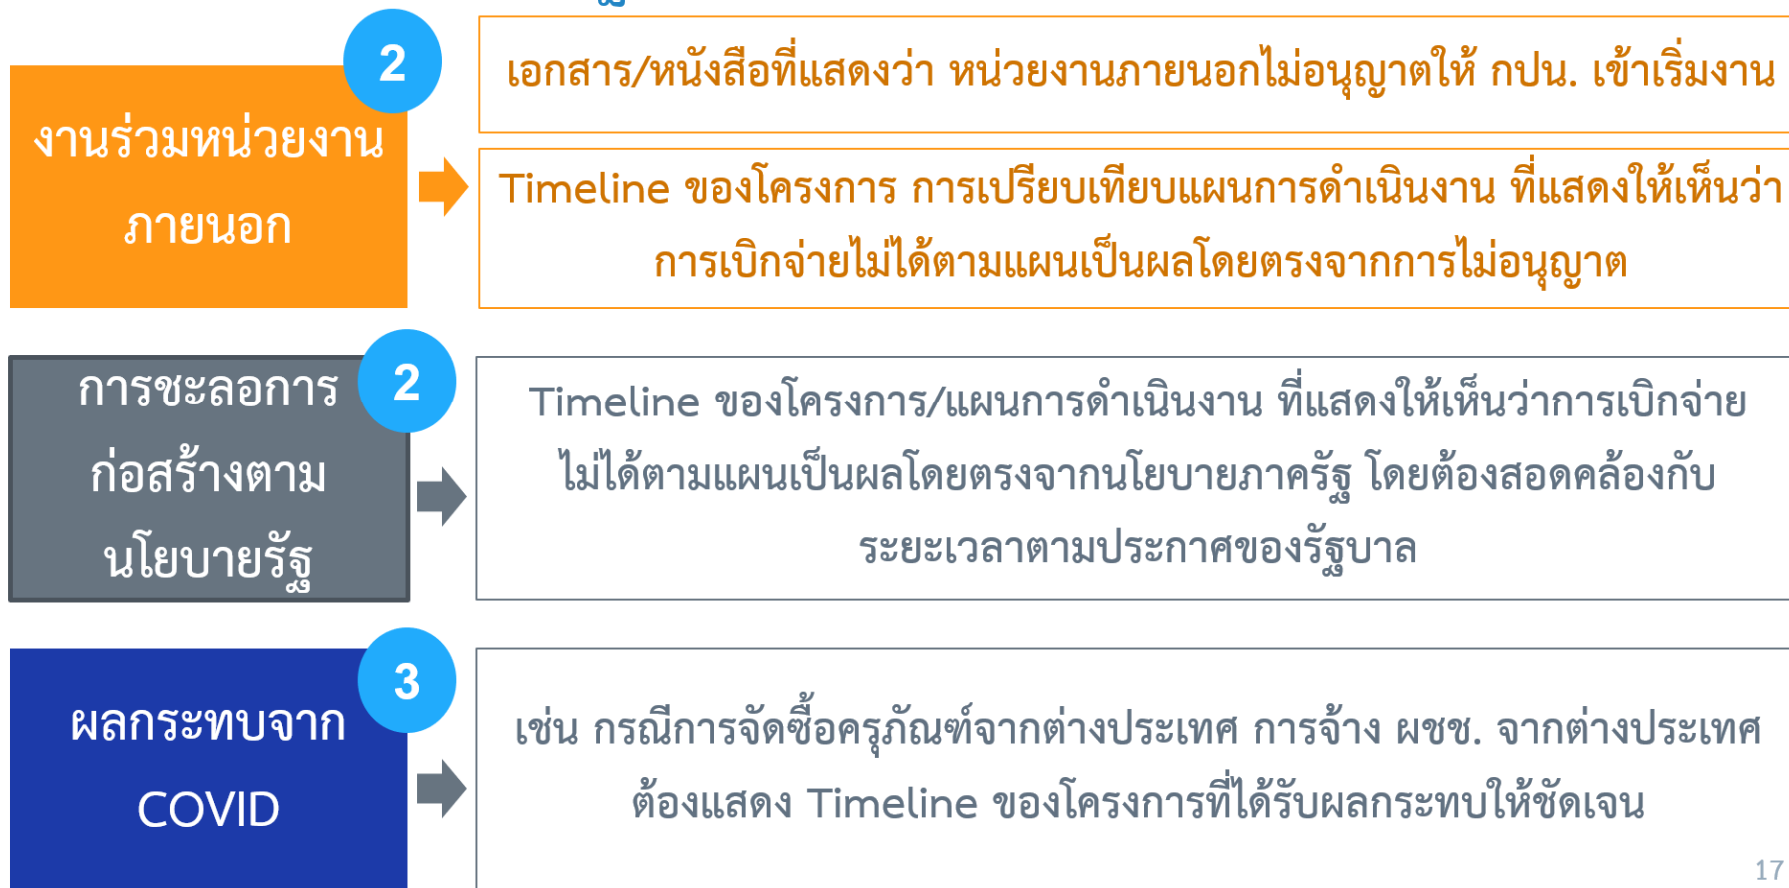 2
งานร่วมหน่วยงาน
ภายนอก
เอกสาร/หนังสือที่แสดงว่า หน่วยงานภายนอกไม่อนุญาตให้ กปน. เข้าเริ่มงาน
Timeline ของโครงการ การเปรียบเทียบแผนการดำเนินงาน ที่แสดงให้เห็นว่า
การเบิกจ่ายไม่ได้ตามแผนเป็นผลโดยตรงจากการไม่อนุญาต
2
การชะลอการ
ก่อสร้างตาม
นโยบายรัฐ
Timeline ของโครงการ/แผนการดำเนินงาน ที่แสดงให้เห็นว่าการเบิกจ่าย
ไม่ได้ตามแผนเป็นผลโดยตรงจากนโยบายภาครัฐ โดยต้องสอดคล้องกับ
ระยะเวลาตามประกาศของรัฐบาล
3
ผลกระทบจาก
COVID
เช่น กรณีการจัดซื้อครุภัณฑ์จากต่างประเทศ การจ้าง ผชช. จากต่างประเทศ
ต้องแสดง Timeline ของโครงการที่ได้รับผลกระทบให้ชัดเจน
17